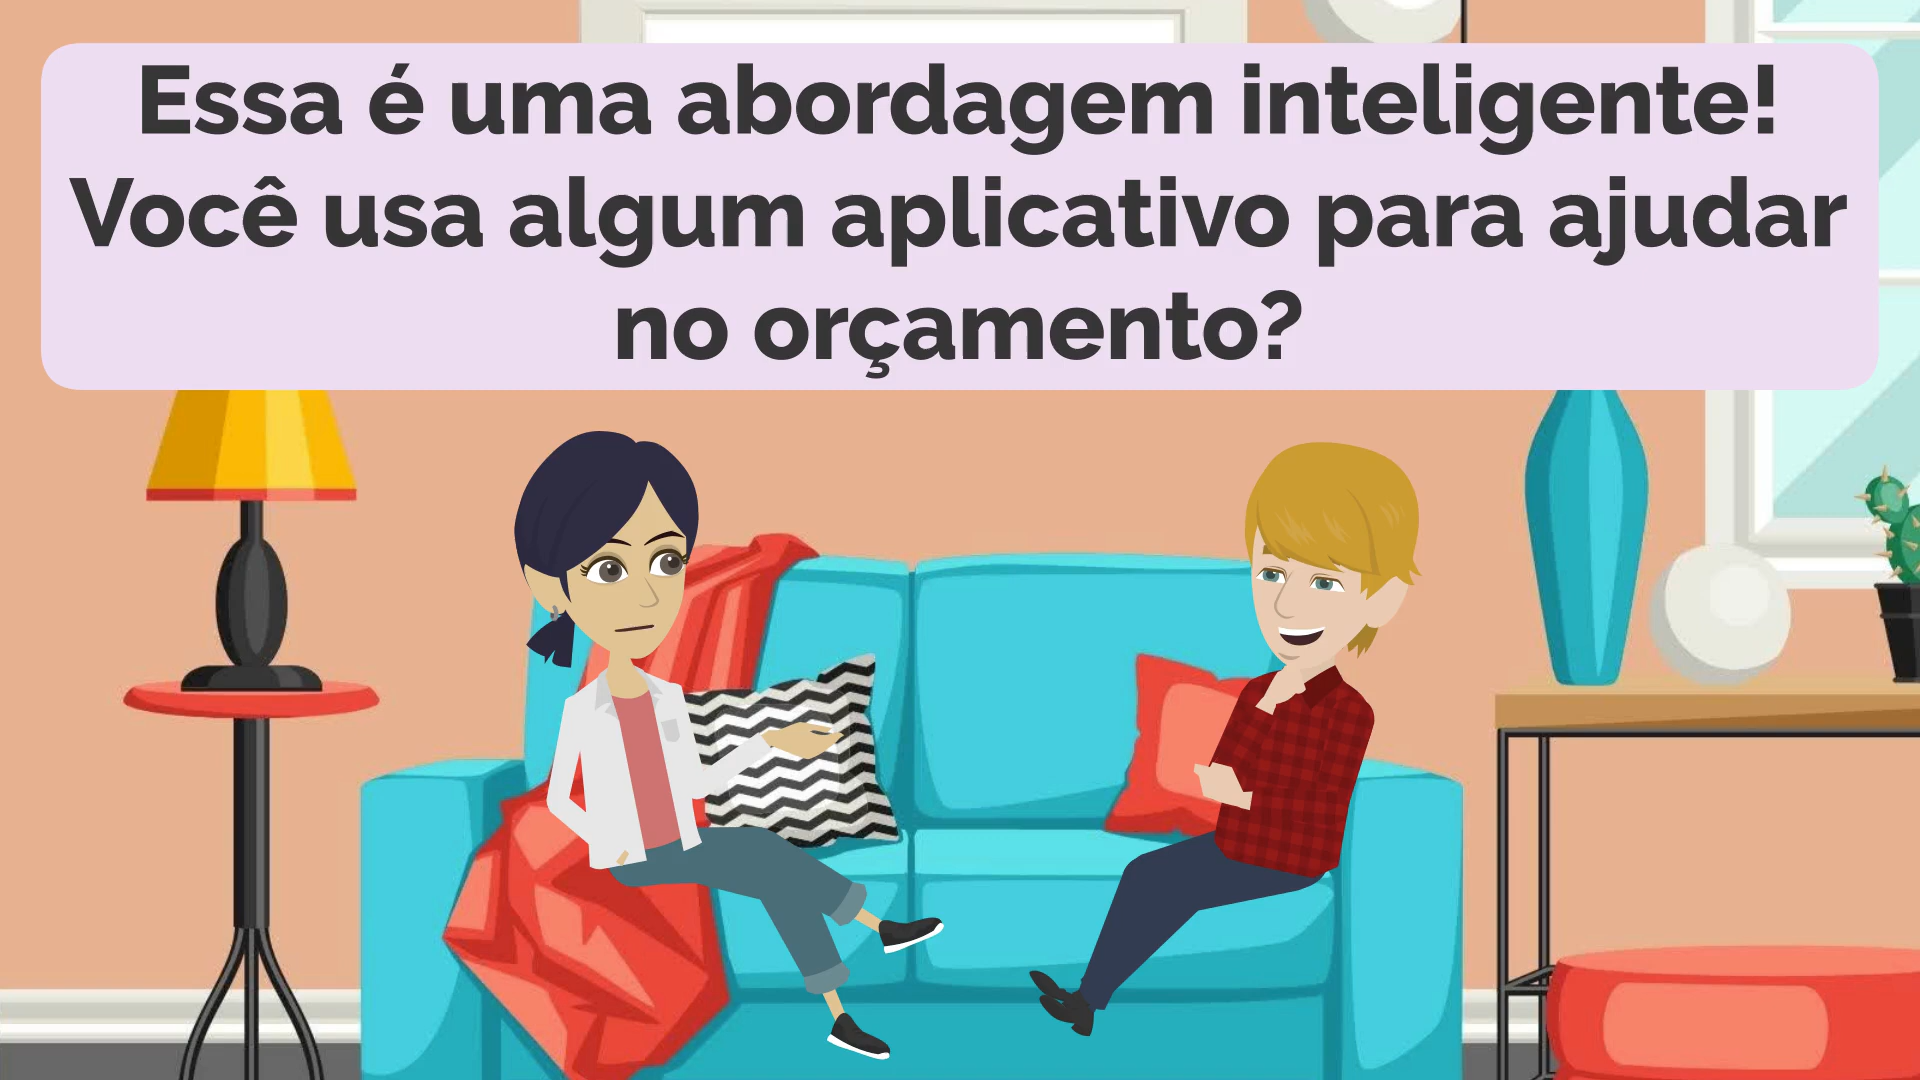 Essa é uma abordagem inteligente!
Você usa algum aplicativo para ajudar
no orçamento?